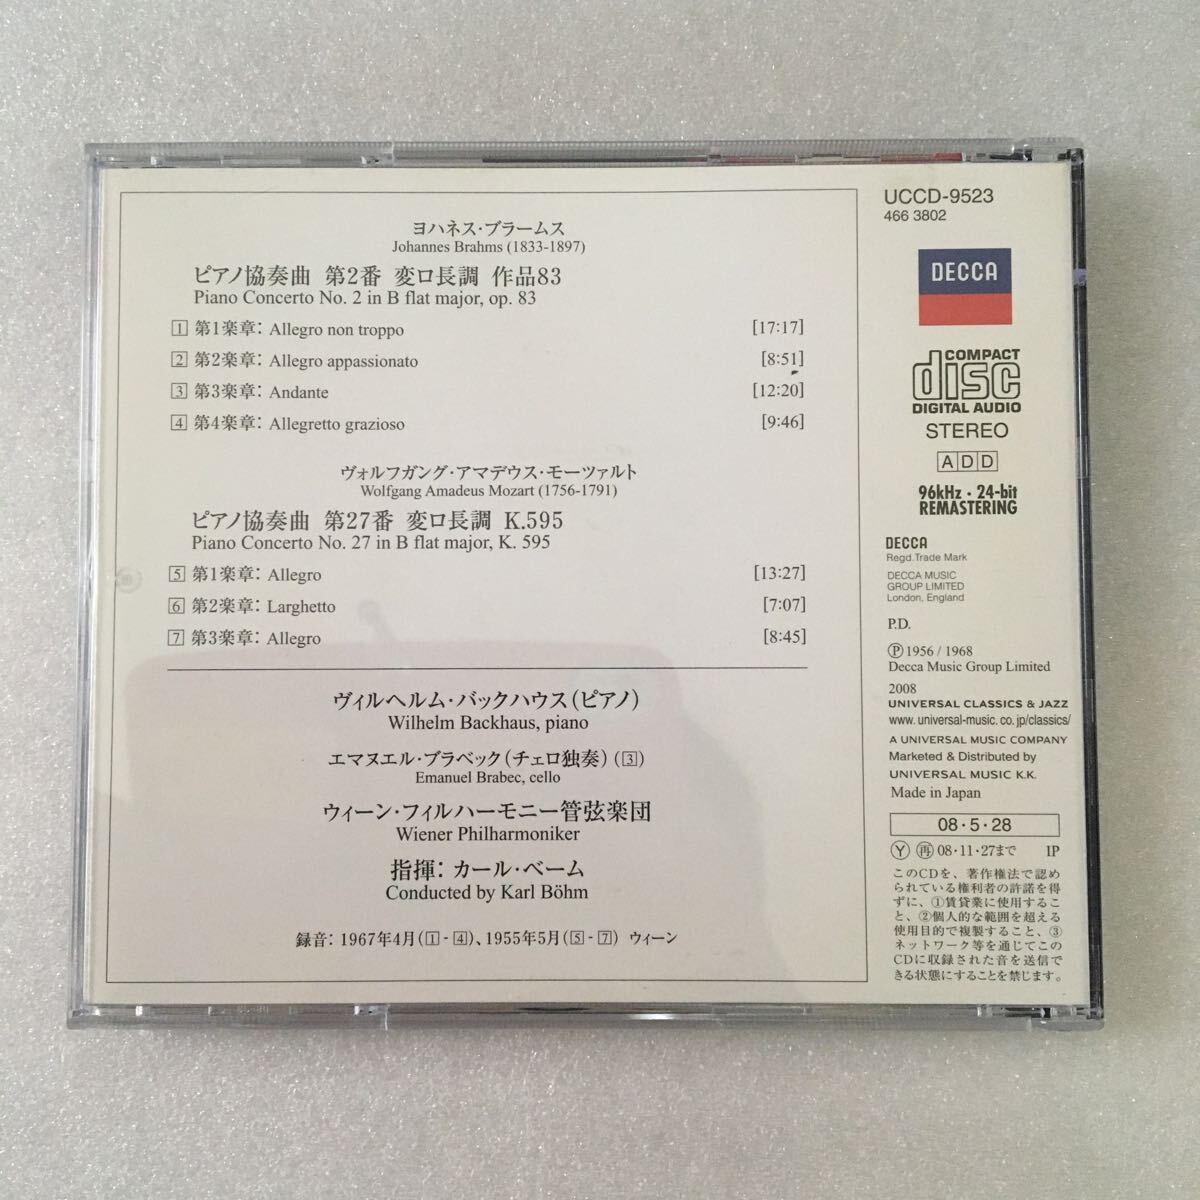 ヨハネス・ブラームス
Johannes Brahms (1833-1897)
ピアノ協奏曲 第2番 変ロ長調 作品83
Piano Concerto No. 2 in B flat major, op. 83
1 第1楽章: Allegro non troppo [17:17]
2 第2楽章: Allegro appassionato [8:51]
3 第3楽章: Andante [12:20]
4 第4楽章: Allegretto grazioso [9:46]
ヴォルフガング・アマデウス・モーツァルト
Wolfgang Amadeus Mozart (1756-1791)
ピアノ協奏曲 第27番 変ロ長調 K.595
Piano Concerto No. 27 in B flat major, K. 595
5 第1楽章: Allegro [13:27]
6 第2楽章: Larghetto [7:07]
7 第3楽章: Allegro [8:45]
ヴィルヘルム・バックハウス(ピアノ)
Wilhelm Backhaus, piano
エマヌエル・ブラベック(チェロ独奏)(3)
Emanuel Brabec, cello
ウィーン・フィルハーモニー管弦楽団
Wiener Philharmoniker
指揮: カール・ベーム
Conducted by Karl Böhm
録音: 1967年4月(1-4)、1955年5月(5-7) ウィーン
UCCD-9523
466 3802
DECCA
COMPACT
disc
DIGITAL AUDIO
STEREO
ADD
96kHz・24-bit
REMASTERING
DECCA
Regd. Trade Mark
DECCA MUSIC
GROUP LIMITED
London, England
P.D.
Ⓟ 1956 / 1968
Decca Music Group Limited
2008
UNIVERSAL CLASSICS & JAZZ
www.universal-music.co.jp/classics/
A UNIVERSAL MUSIC COMPANY
Marketed & Distributed by
UNIVERSAL MUSIC K.K.
Made in Japan
08・5・28
Ⓨ 再 08・11・27まで IP
このCDを、著作権法で認め
られている権利者の許諾を得
ずに、①賃貸業に使用するこ
と、②個人的な範囲を超える
使用目的で複製すること、③
ネットワーク等を通じてこの
CDに収録された音を送信で
きる状態にすることを禁じます。